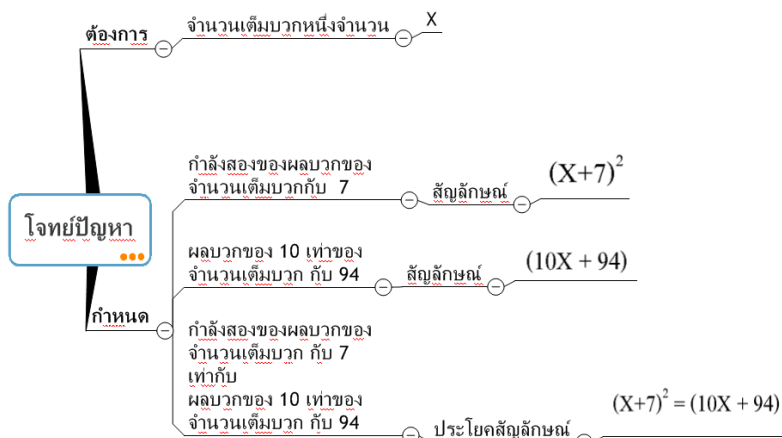 ต้องการ
จำนวนเต็มบวกหนึ่งจำนวน
X
โจทย์ปัญหา
กำหนด
กำลังสองของผลบวกของ
จำนวนเต็มบวกกับ 7
สัญลักษณ์
(X+7)²
ผลบวกของ 10 เท่าของ
จำนวนเต็มบวก กับ 94
สัญลักษณ์
(10X + 94)
กำลังสองของผลบวกของ
จำนวนเต็มบวก กับ 7
เท่ากับ
ผลบวกของ 10 เท่าของ
จำนวนเต็มบวก กับ 94
ประโยคสัญลักษณ์
(X+7)² = (10X + 94)